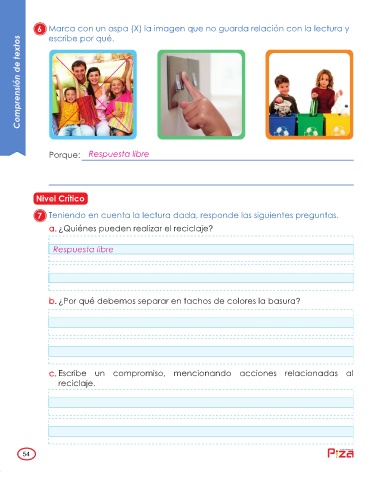 Comprensión de textos
6 Marca con un aspa (X) la imagen que no guarda relación con la lectura y
escribe por qué.
Porque: Respuesta libre
Nivel Crítico
7 Teniendo en cuenta la lectura dada, responde las siguientes preguntas.
a. ¿Quiénes pueden realizar el reciclaje?
Respuesta libre
b. ¿Por qué debemos separar en tachos de colores la basura?
c. Escribe un compromiso, mencionando acciones relacionadas al
reciclaje.
54
Pizá